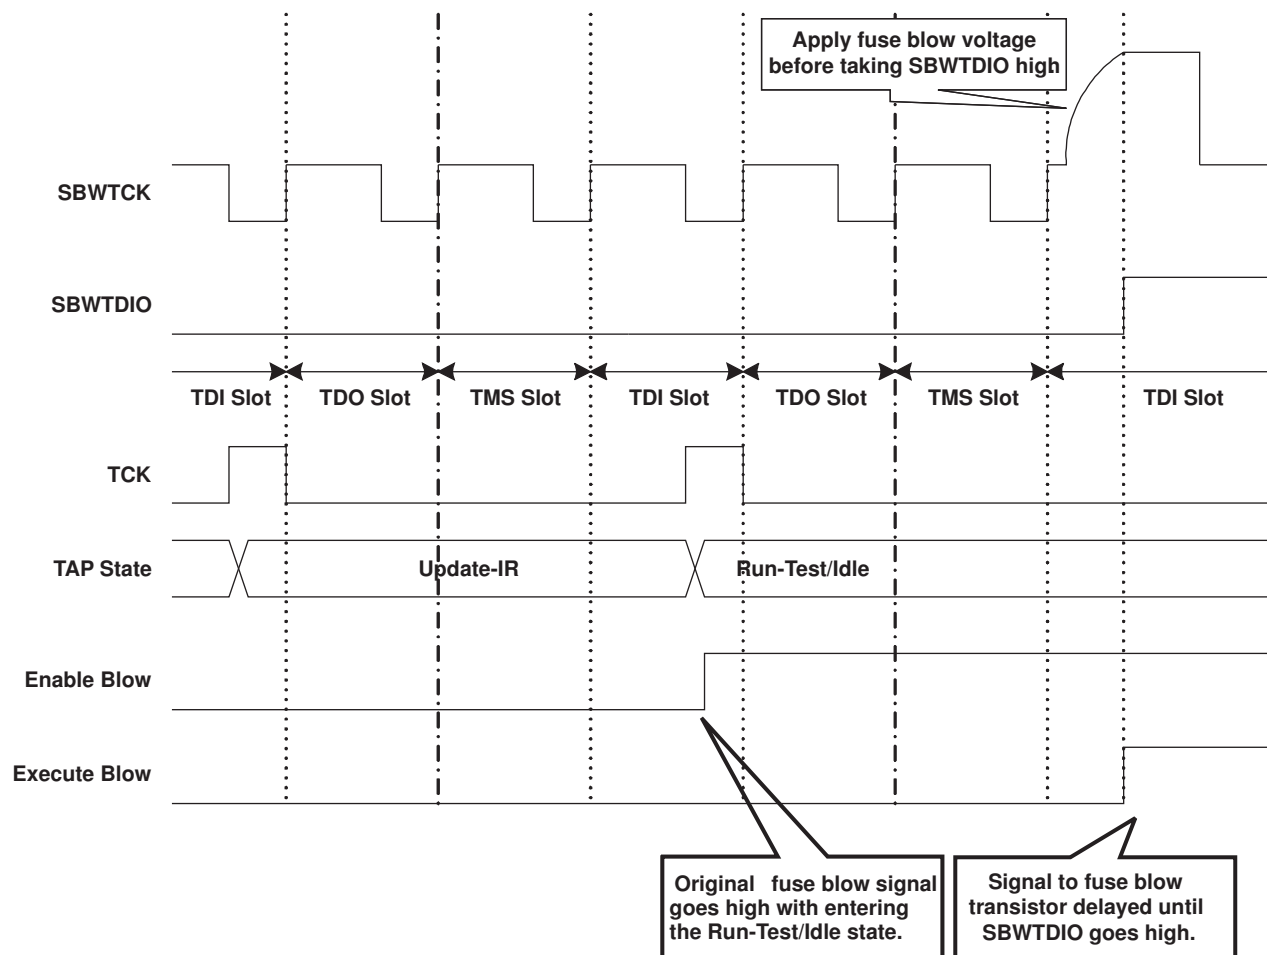 Apply fuse blow voltage
before taking SBWTDIO high
SBWTCK
SBWTDIO
TDI Slot TDO Slot TMS Slot TDI Slot TDO Slot TMS Slot TDI Slot
TCK
TAP State Update-IR Run-Test/Idle
Enable Blow
Execute Blow
Original fuse blow signal
goes high with entering
the Run-Test/Idle state.
Signal to fuse blow
transistor delayed until
SBWTDIO goes high.